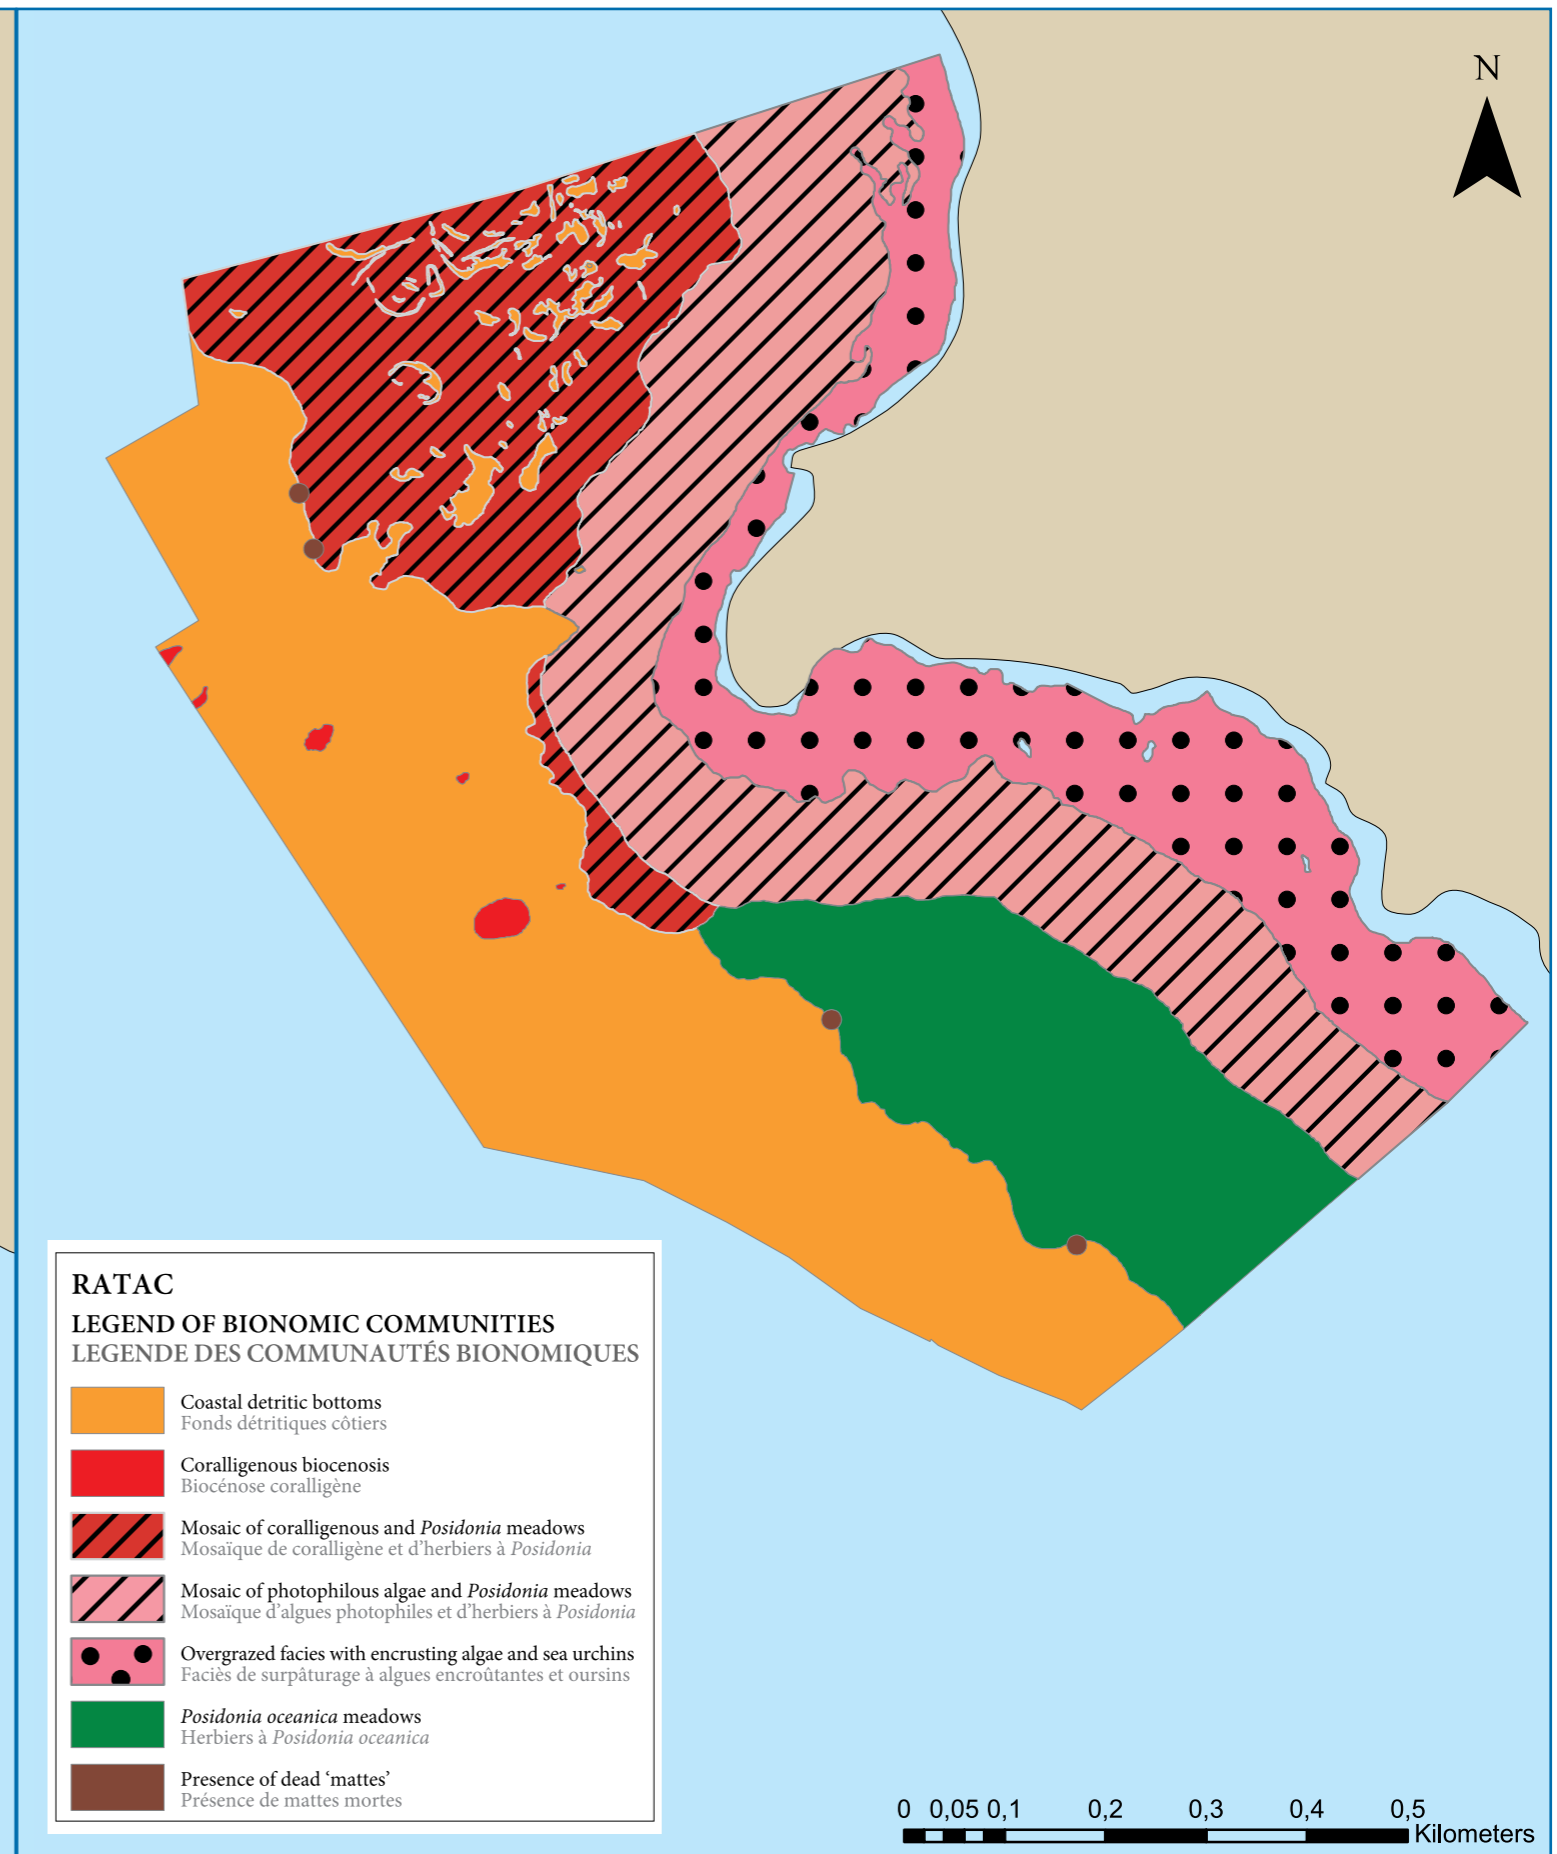 N
RATAC
LEGEND OF BIONOMIC COMMUNITIES
LEGENDE DES COMMUNAUTÉS BIONOMIQUES
Coastal detritic bottoms
Fonds détritiques côtiers
Coralligenous biocenosis
Biocénose coralligène
Mosaic of coralligenous and Posidonia meadows
Mosaïque de coralligène et d'herbiers à Posidonia
Mosaic of photophilous algae and Posidonia meadows
Mosaïque d'algues photophiles et d'herbiers à Posidonia
Overgrazed facies with encrusting algae and sea urchins
Faciès de surpâturage à algues encroûtantes et oursins
Posidonia oceanica meadows
Herbiers à Posidonia oceanica
Presence of dead ‘mattes’
Présence de mattes mortes
0 0,05 0,1 0,2 0,3 0,4 0,5
Kilometers